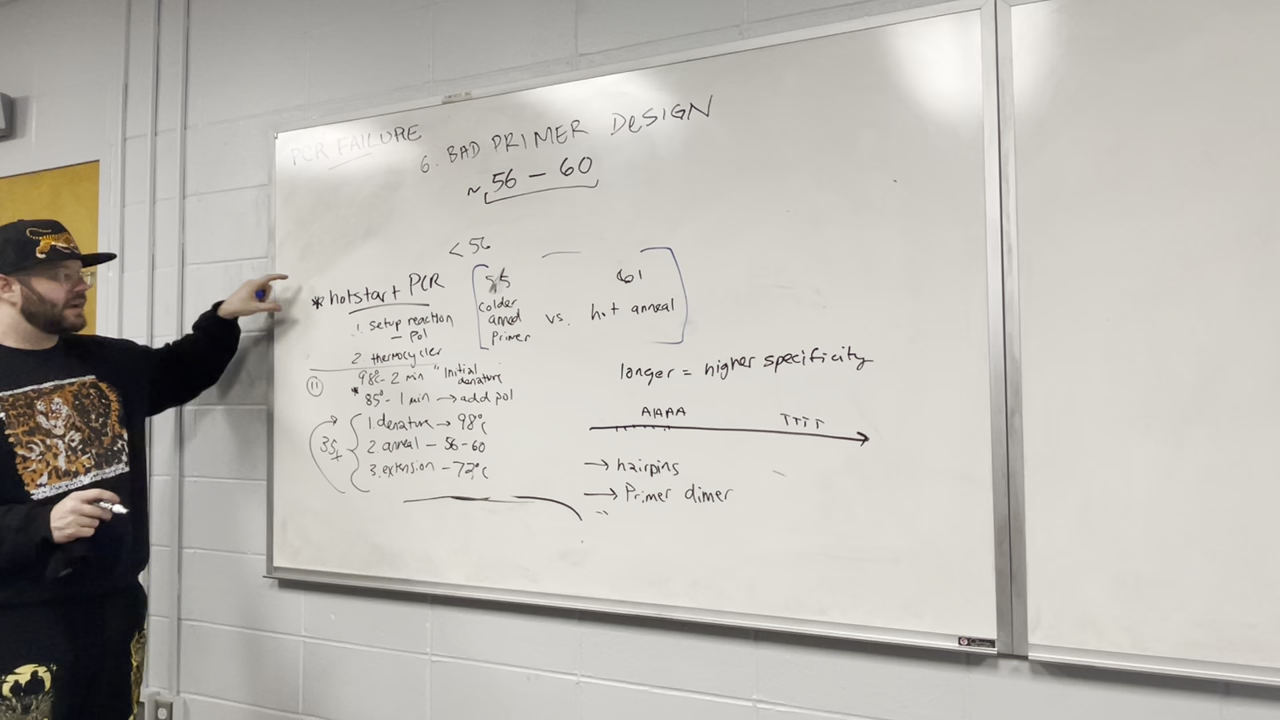 PCR FAILURE
6. BAD PRIMER DeSIGN
~56 - 60
< 56
* hotstart PCR
1. setup reaction
- pol
2. thermocycler
98°C - 2 min "Initial denature
* 85° - 1 min → add pol
35x
1. denature → 98°C
2. anneal - 56-60
3. extension - 72°C
55
colder
anneal
primer
vs.
61
hot anneal
longer = higher specificity
AAAA
TTTT
→ hairpins
→ Primer dimer